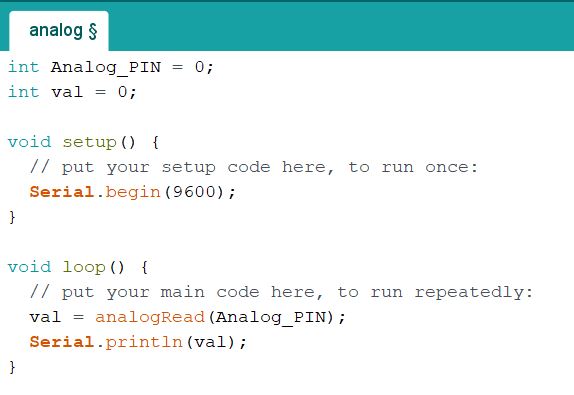 analog §
int Analog_PIN = 0;
int val = 0;
void setup() {
// put your setup code here, to run once:
Serial.begin(9600);
}
void loop() {
// put your main code here, to run repeatedly:
val = analogRead(Analog_PIN);
Serial.println(val);
}